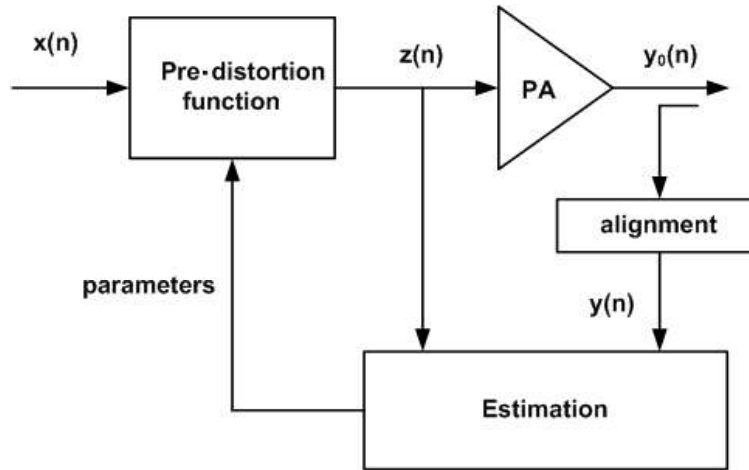 x(n)
Pre-distortion
function
z(n)
PA
y₀(n)
alignment
parameters
y(n)
Estimation